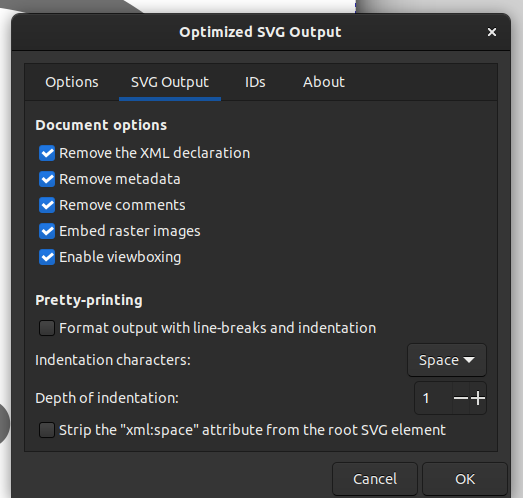 Optimized SVG Output
Options SVG Output IDs About
Document options
Remove the XML declaration
Remove metadata
Remove comments
Embed raster images
Enable viewboxing
Pretty-printing
Format output with line-breaks and indentation
Indentation characters: Space
Depth of indentation: 1
Strip the "xml:space" attribute from the root SVG element
Cancel OK